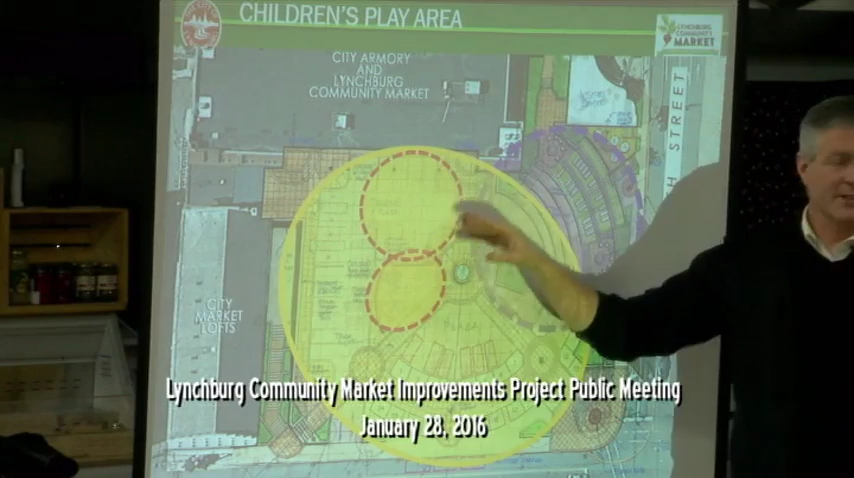 CHILDREN'S PLAY AREA
LYNCHBURG
COMMUNITY
MARKET
CITY ARMORY
AND
LYNCHBURG
COMMUNITY MARKET
H STREET
CITY
MARKET
LOFTS
PLAZA
Lynchburg Community Market Improvements Project Public Meeting
January 28, 2016